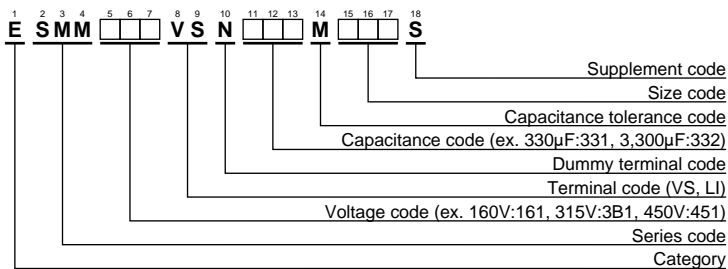 1 2 3 4 5 6 7 8 9 10 11 12 13 14 15 16 17 18
E SMM □□□ VS N □□□ M □□□ S
Supplement code
Size code
Capacitance tolerance code
Capacitance code (ex. 330μF:331, 3,300μF:332)
Dummy terminal code
Terminal code (VS, LI)
Voltage code (ex. 160V:161, 315V:3B1, 450V:451)
Series code
Category